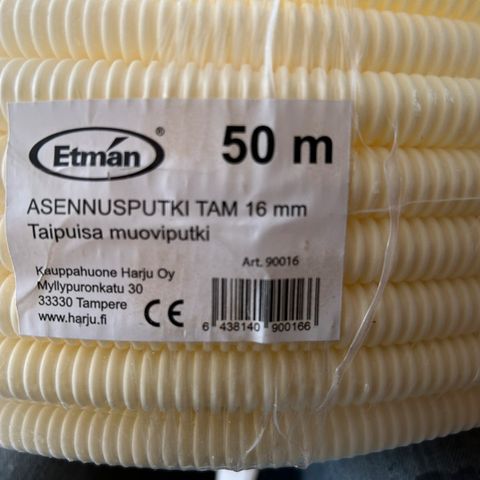 Etmán®
50 m
ASENNUSPUTKI TAM 16 mm
Taipuisa muoviputki
Kauppahuone Harju Oy
Myllypuronkatu 30
33330 Tampere
www.harju.fi
CE
Art. 90016
6 438140 900166